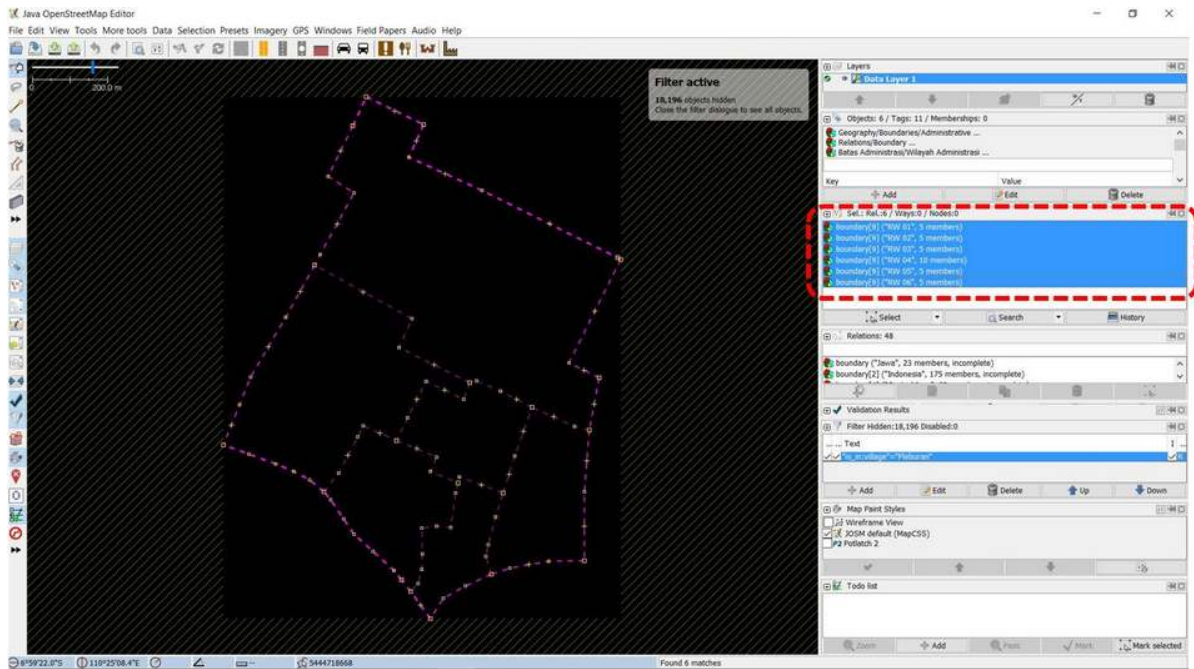 Java OpenStreetMap Editor
File Edit View Tools More tools Data Selection Presets Imagery GPS Windows Field Papers Audio Help
0 200.0 m
Filter active
18,196 objects hidden
Close the filter dialogue to see all objects.
Layers
Data Layer 1
Objects: 6 / Tags: 11 / Memberships: 0
Geography/Boundaries/Administrative ...
Relations/Boundary ...
Batas Administrasi/Wilayah Administrasi ...
Key Value
Add Edit Delete
Sel.: Rel.:6 / Ways:0 / Nodes:0
boundary[9] ("RW 01", 5 members)
boundary[9] ("RW 02", 5 members)
boundary[9] ("RW 03", 5 members)
boundary[9] ("RW 04", 10 members)
boundary[9] ("RW 05", 5 members)
boundary[9] ("RW 06", 5 members)
Select Search History
Relations: 48
boundary ("Jawa", 23 members, incomplete)
boundary[2] ("Indonesia", 175 members, incomplete)
Validation Results
Filter Hidden:18,196 Disabled:0
... ... Text I ...
"is_in:village"="Pleburan"
Add Edit Delete Up Down
Map Paint Styles
Wireframe View
JOSM default (MapCSS)
P2 Potlatch 2
Todo list
Zoom Add Pass Mark Mark selected
6°59'22.0"S 110°25'08.4"E -- 5444718668 Found 6 matches